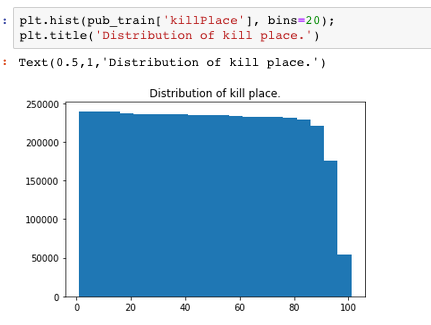 : plt.hist(pub_train['killPlace'], bins=20);
plt.title('Distribution of kill place.')
: Text(0.5,1,'Distribution of kill place.')
Distribution of kill place.
250000
200000
150000
100000
50000
0
0 20 40 60 80 100